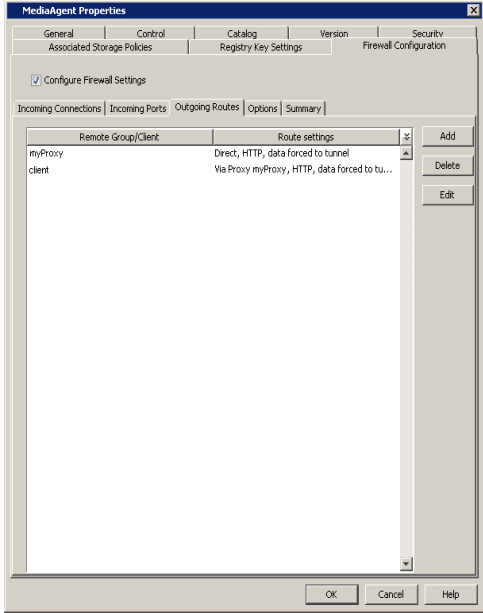 MediaAgent Properties
General Control Catalog Version Security
Associated Storage Policies Registry Key Settings Firewall Configuration
Configure Firewall Settings
Incoming Connections Incoming Ports Outgoing Routes Options Summary
Remote Group/Client Route settings Add
myProxy Direct, HTTP, data forced to tunnel
client Via Proxy myProxy, HTTP, data forced to tu... Delete
Edit
OK Cancel Help